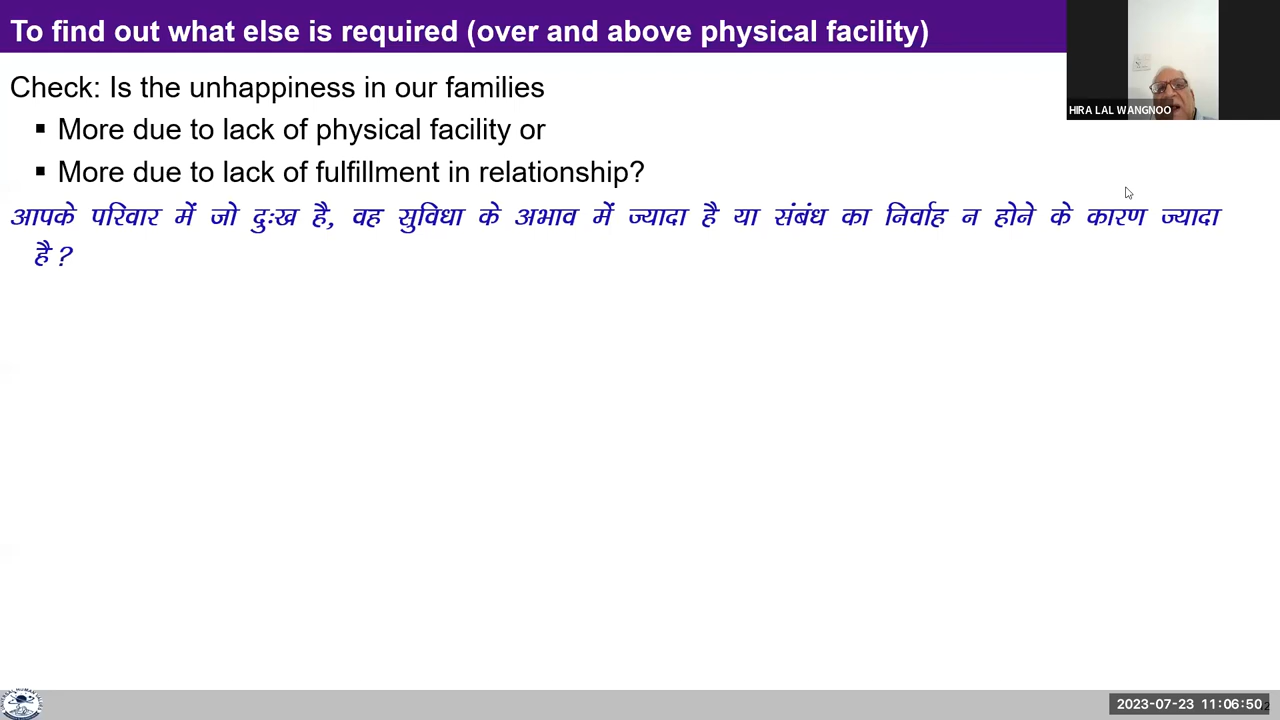 To find out what else is required (over and above physical facility)
HIRA LAL WANGNOO
Check: Is the unhappiness in our families
▪ More due to lack of physical facility or
▪ More due to lack of fulfillment in relationship?
आपके परिवार में जो दुःख है, वह सुविधा के अभाव में ज्यादा है या संबंध का निर्वाह न होने के कारण ज्यादा
है ?
2023-07-23 11:06:50